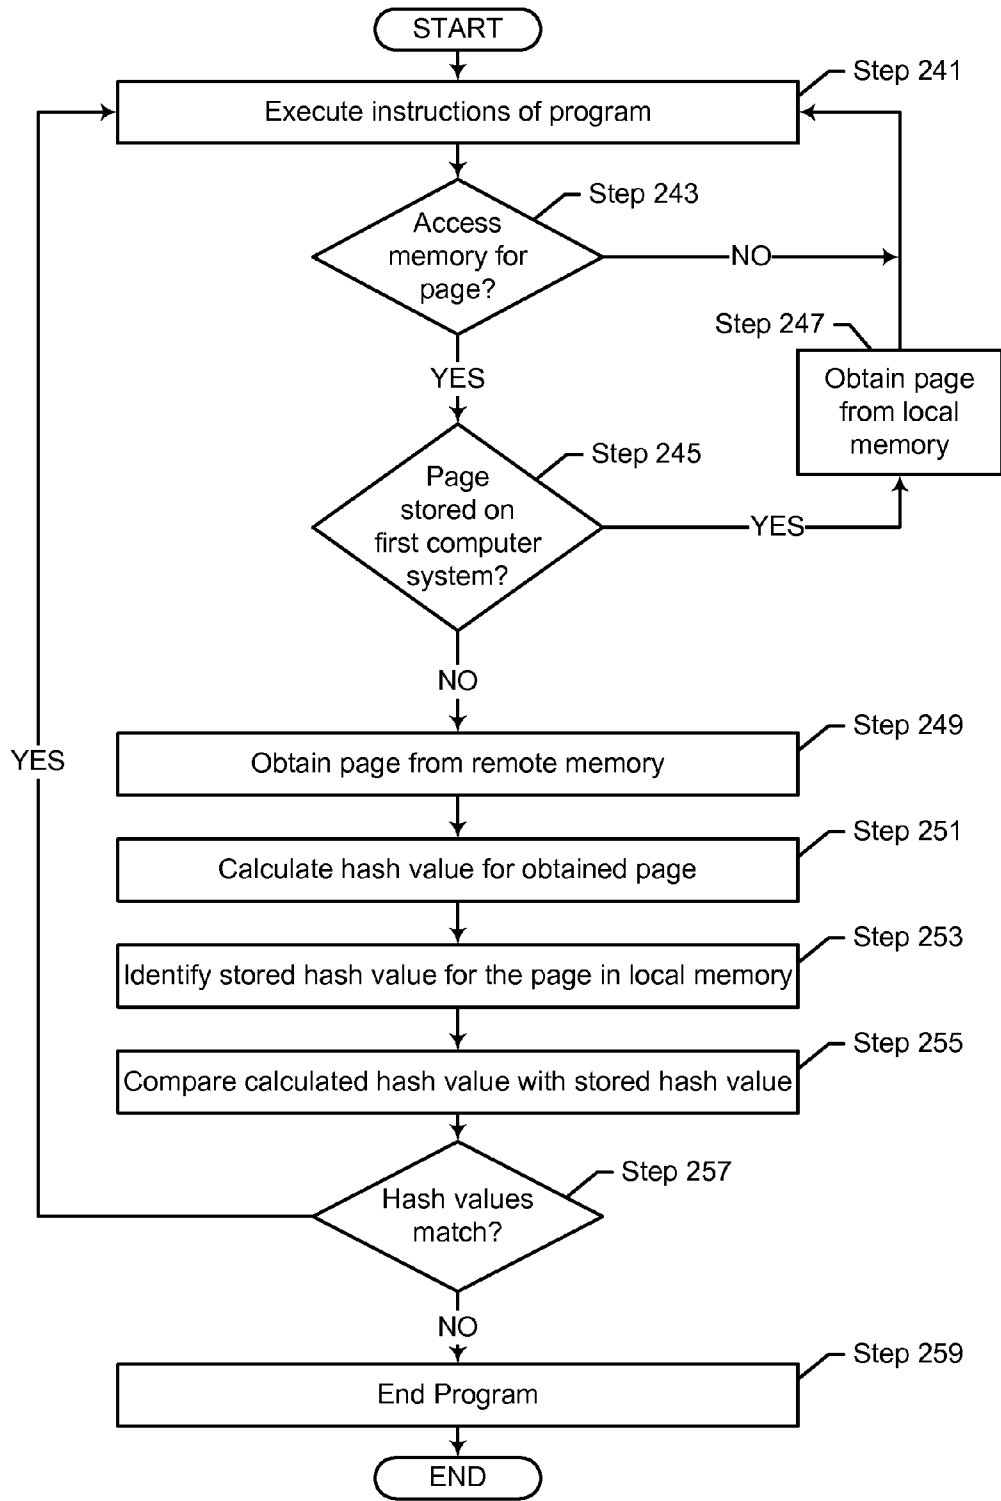 START
Step 241
Execute instructions of program
Step 243
Access
memory for
page?
NO
Step 247
Obtain page
from local
memory
YES
Step 245
Page
stored on
first computer
system?
YES
NO
Step 249
Obtain page from remote memory
YES
Step 251
Calculate hash value for obtained page
Step 253
Identify stored hash value for the page in local memory
Step 255
Compare calculated hash value with stored hash value
Step 257
Hash values
match?
NO
Step 259
End Program
END